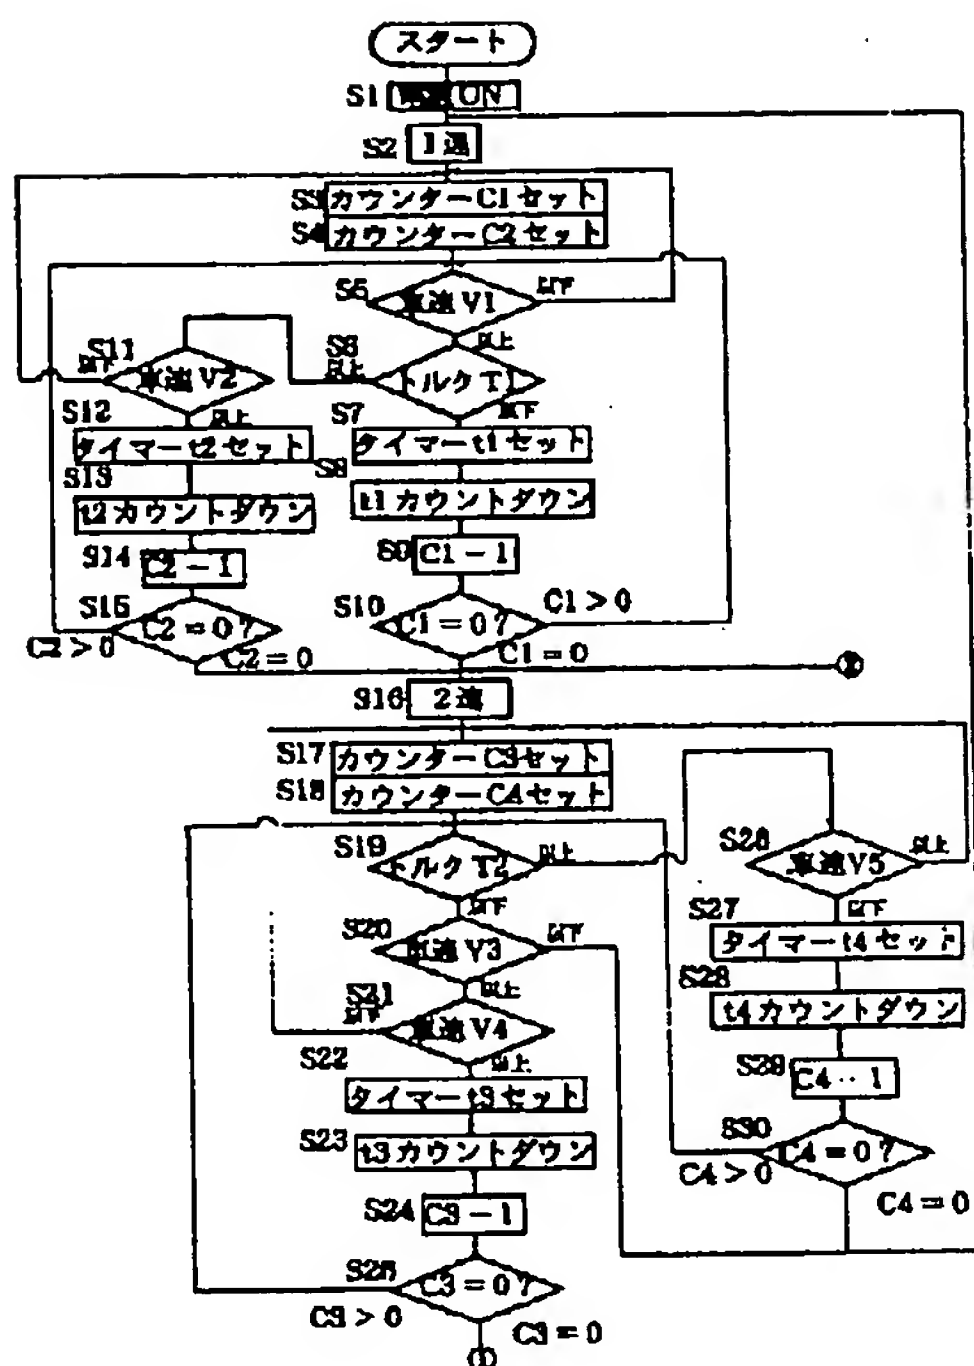 スタート
S1 ON
S2 1速
S3 カウンターC1セット
S4 カウンターC2セット
S5 車速V1 以下
以上
S6 トルクT1 以上
以下
S11 車速V2 以下
以上
S12 タイマーt2セット
S7 タイマーt1セット
S13 t2カウントダウン
S8 t1カウントダウン
S14 C2－1
S9 C1－1
S15 C2＝0？
C2＞0
C2＝0
S10 C1＝0？
C1＞0
C1＝0
S16 2速
S17 カウンターC3セット
S18 カウンターC4セット
S19 トルクT2 以上
以下
S26 車速V5 以上
以下
S20 車速V3 以下
以上
S27 タイマーt4セット
S21 車速V4 以下
以上
S28 t4カウントダウン
S22 タイマーt3セット
S29 C4－1
S23 t3カウントダウン
S30 C4＝0？
C4＞0
C4＝0
S24 C3－1
S25 C3＝0？
C3＞0
C3＝0
①